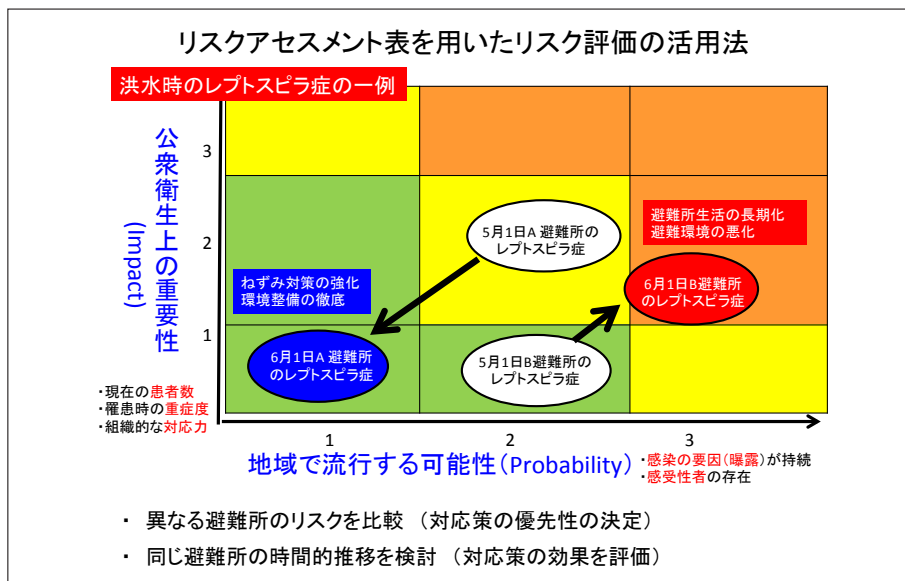 リスクアセスメント表を用いたリスク評価の活用法
洪水時のレプトスピラ症の一例
公衆衛生上の重要性
(Impact)
3
2
1
5月1日A 避難所の
レプトスピラ症
避難所生活の長期化
避難環境の悪化
ねずみ対策の強化
環境整備の徹底
6月1日B避難所
のレプトスピラ症
6月1日A 避難所
のレプトスピラ症
5月1日B避難所の
レプトスピラ症
・現在の患者数
・罹患時の重症度
・組織的な対応力
1
2
3
地域で流行する可能性(Probability)
・感染の要因(曝露)が持続
・感受性者の存在
・ 異なる避難所のリスクを比較 (対応策の優先性の決定)
・ 同じ避難所の時間的推移を検討 (対応策の効果を評価)